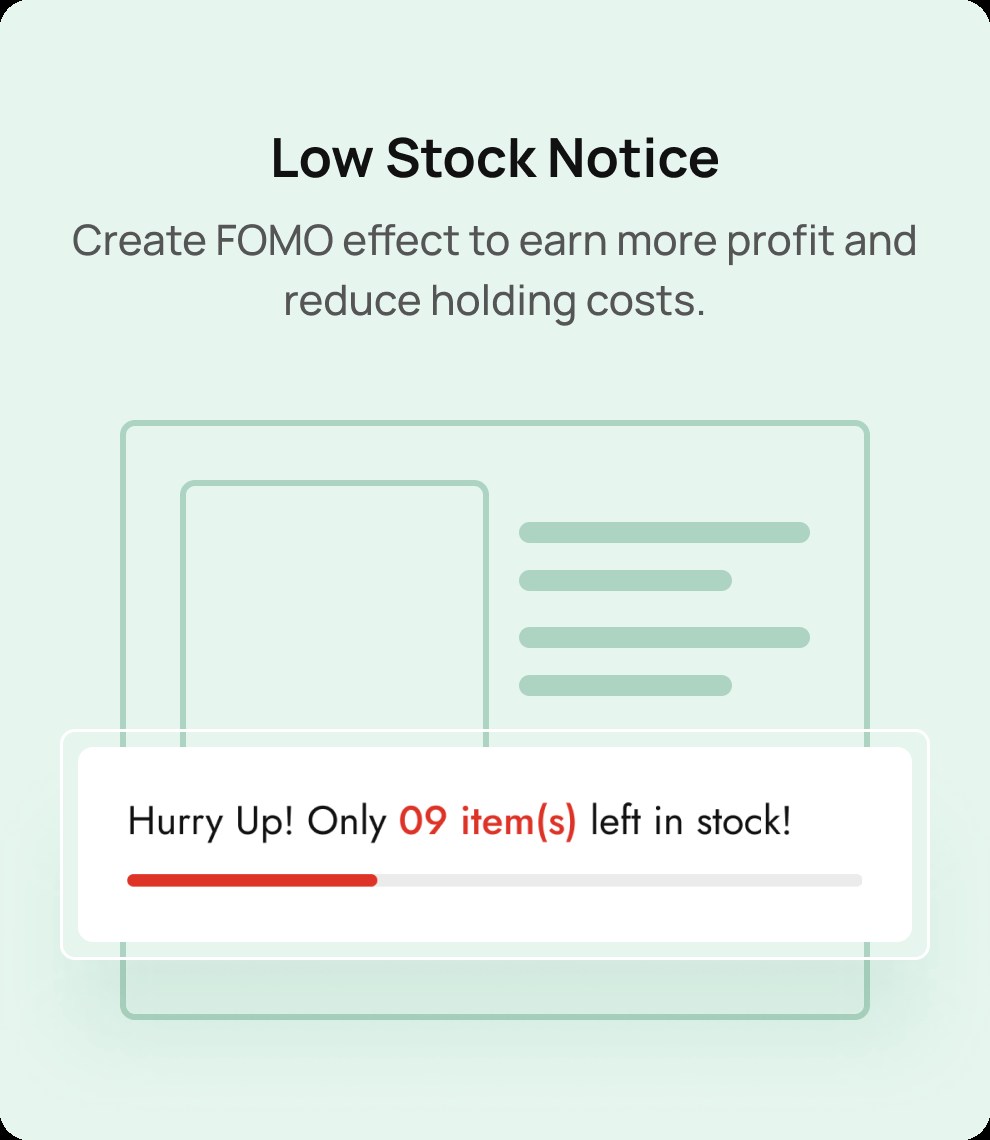 Low Stock Notice
Create FOMO effect to earn more profit and
reduce holding costs.
Hurry Up! Only 09 item(s) left in stock!